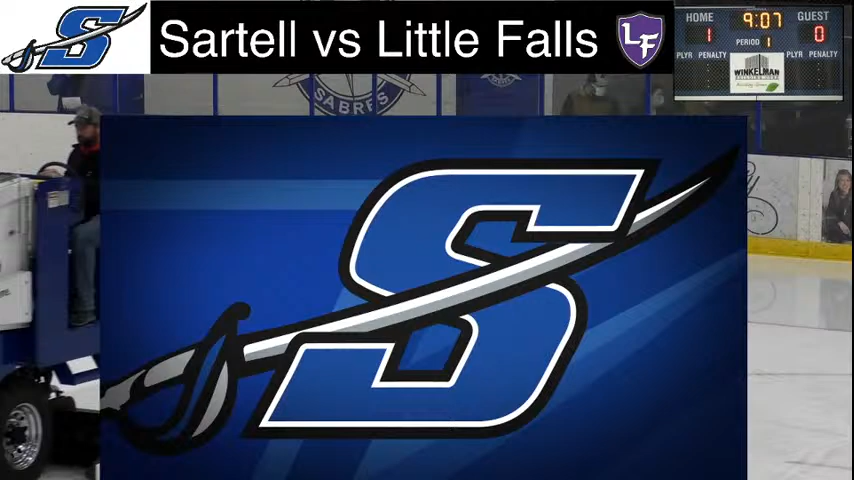 S
Sartell vs Little Falls
LF
HOME 9:07 GUEST
1 PERIOD 1 0
PLYR PENALTY PLYR PENALTY
WINKELMAN
SABRES
S